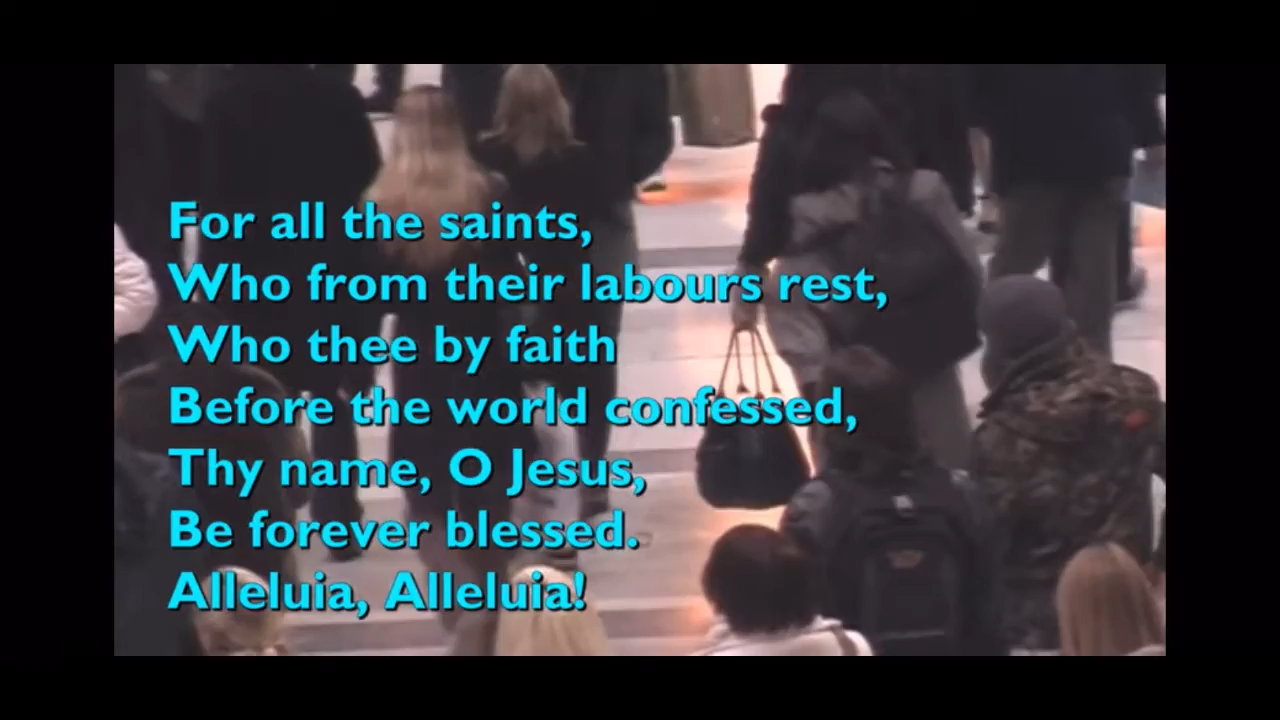 For all the saints,
Who from their labours rest,
Who thee by faith
Before the world confessed,
Thy name, O Jesus,
Be forever blessed.
Alleluia, Alleluia!